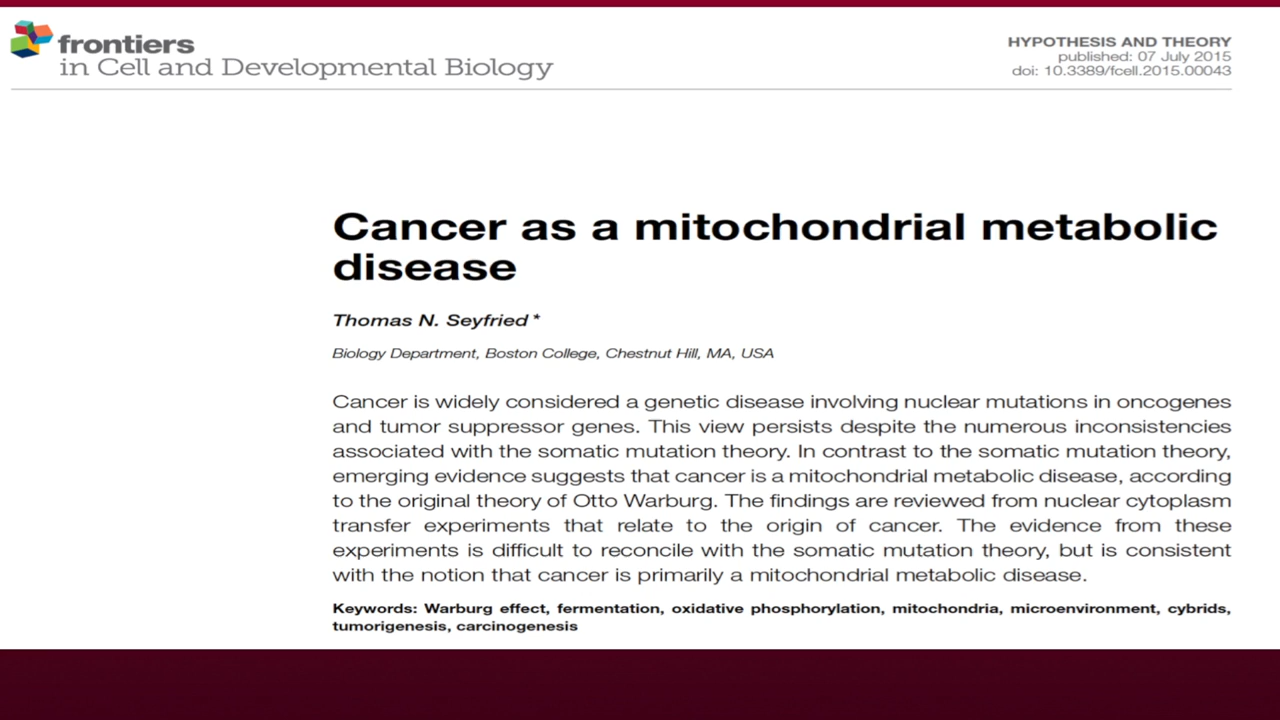 frontiers
in Cell and Developmental Biology
HYPOTHESIS AND THEORY
published: 07 July 2015
doi: 10.3389/fcell.2015.00043
Cancer as a mitochondrial metabolic
disease
Thomas N. Seyfried *
Biology Department, Boston College, Chestnut Hill, MA, USA
Cancer is widely considered a genetic disease involving nuclear mutations in oncogenes
and tumor suppressor genes. This view persists despite the numerous inconsistencies
associated with the somatic mutation theory. In contrast to the somatic mutation theory,
emerging evidence suggests that cancer is a mitochondrial metabolic disease, according
to the original theory of Otto Warburg. The findings are reviewed from nuclear cytoplasm
transfer experiments that relate to the origin of cancer. The evidence from these
experiments is difficult to reconcile with the somatic mutation theory, but is consistent
with the notion that cancer is primarily a mitochondrial metabolic disease.
Keywords: Warburg effect, fermentation, oxidative phosphorylation, mitochondria, microenvironment, cybrids,
tumorigenesis, carcinogenesis